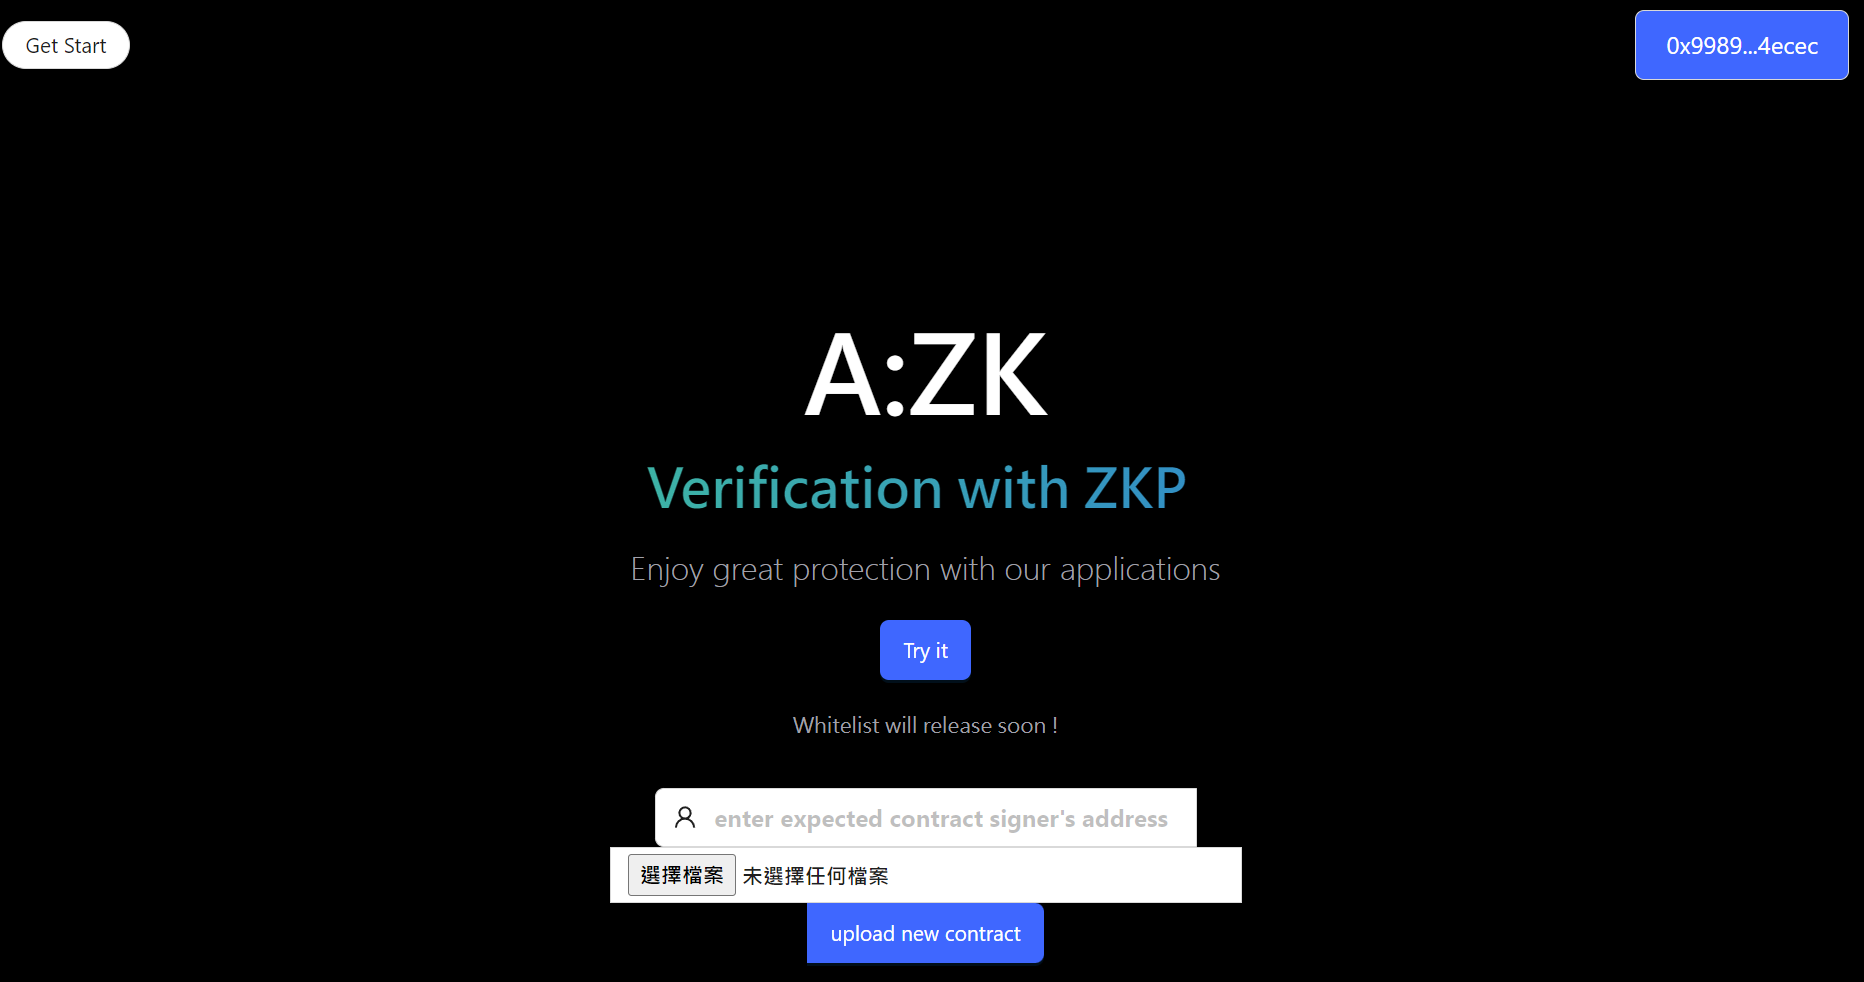 Get Start
0x9989...4ecec
A:ZK
Verification with ZKP
Enjoy great protection with our applications
Try it
Whitelist will release soon !
enter expected contract signer's address
選擇檔案 未選擇任何檔案
upload new contract